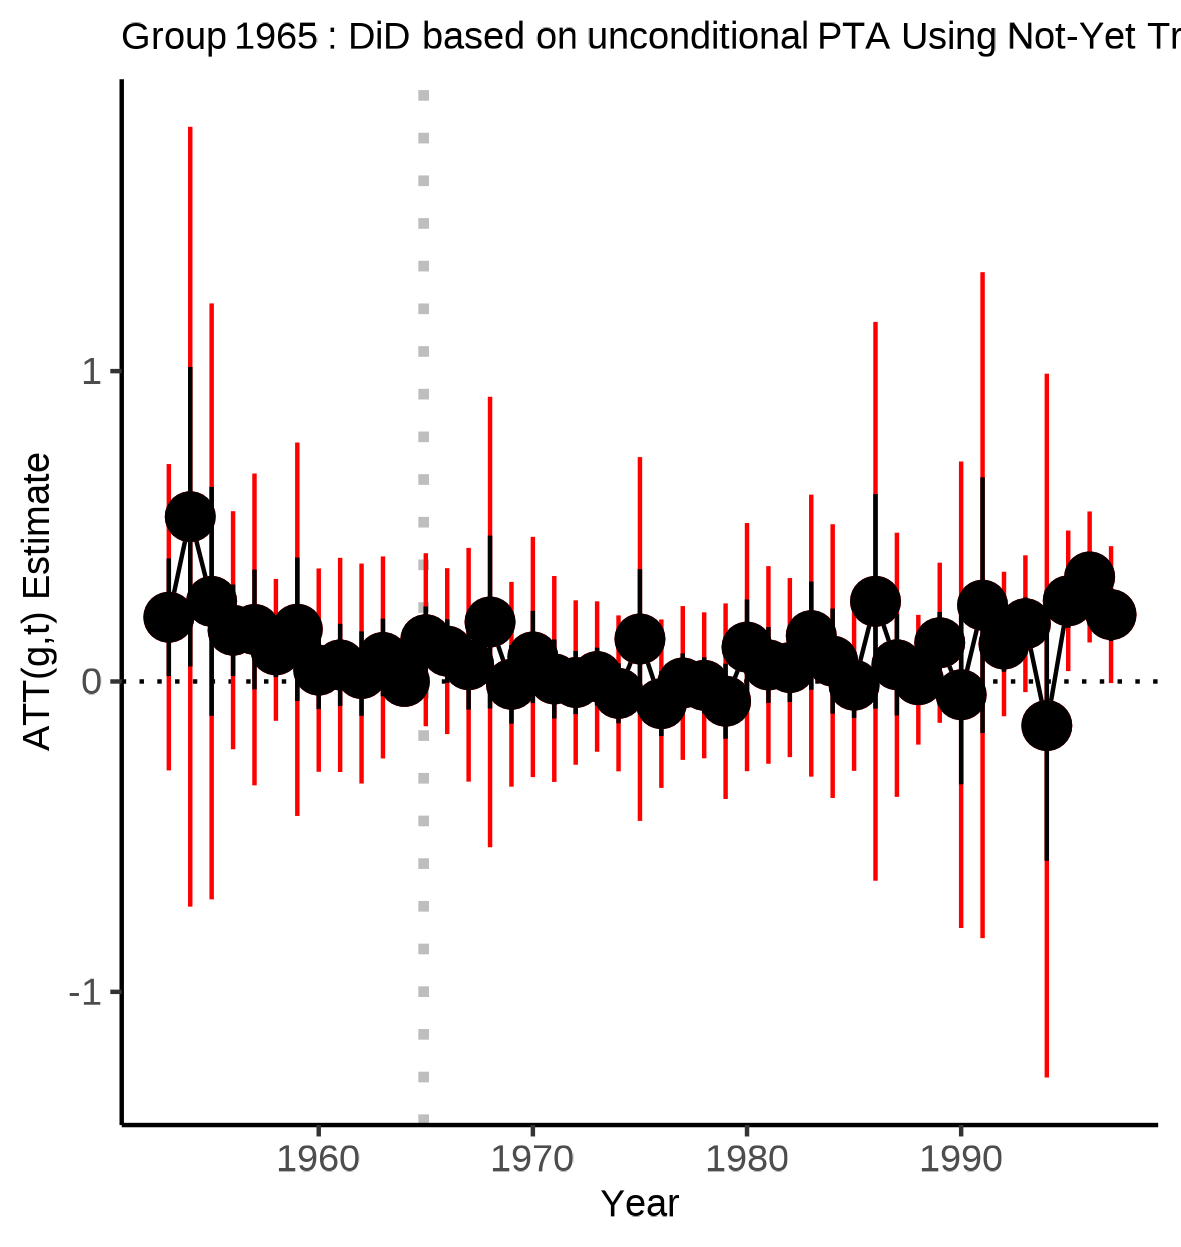 Group 1965 : DiD based on unconditional PTA Using Not-Yet Tr
ATT(g,t) Estimate
1
0
-1
1960
1970
1980
1990
Year